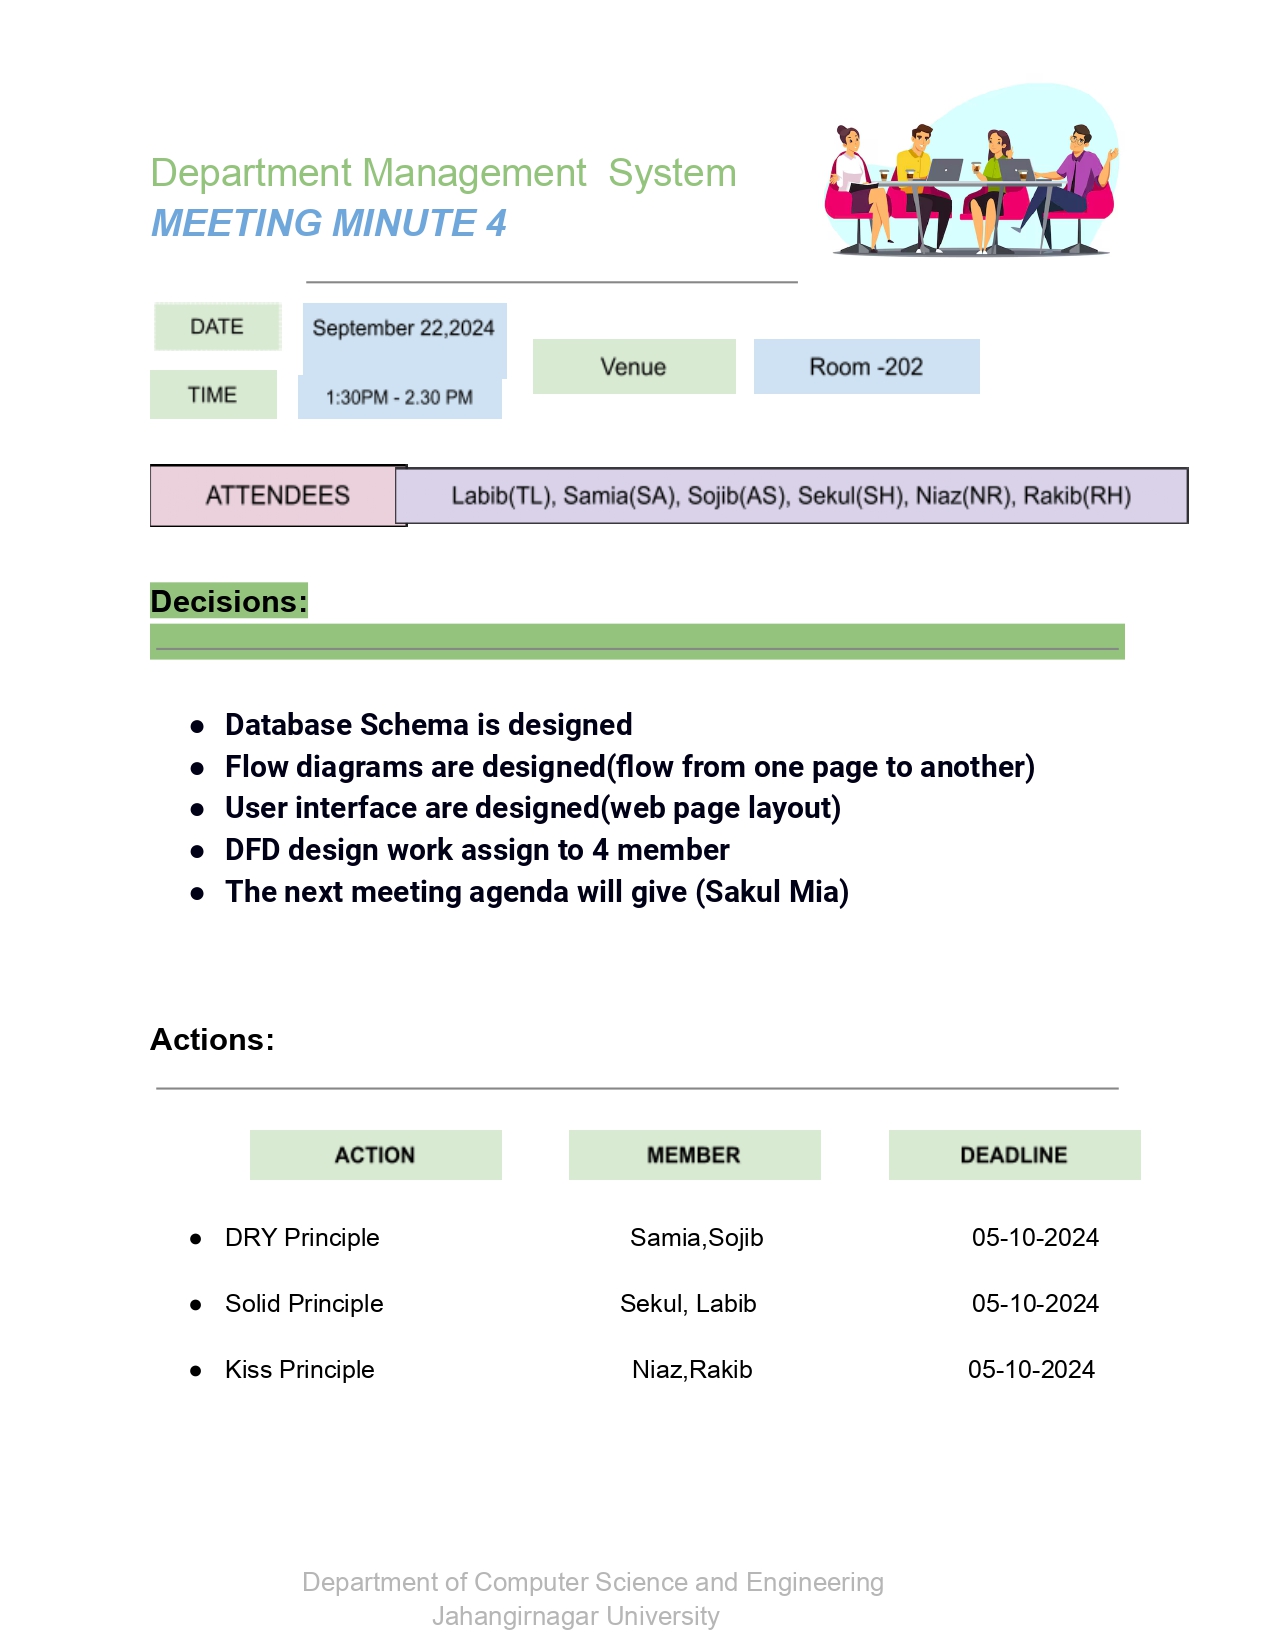 Department Management  System
MEETING MINUTE 4
DATE
September 22,2024
TIME
1:30PM - 2.30 PM
Venue
Room -202
ATTENDEES
Labib(TL), Samia(SA), Sojib(AS), Sekul(SH), Niaz(NR), Rakib(RH)
Decisions:
● Database Schema is designed
● Flow diagrams are designed(flow from one page to another)
● User interface are designed(web page layout)
● DFD design work assign to 4 member
● The next meeting agenda will give (Sakul Mia)
Actions:
ACTION MEMBER DEADLINE
● DRY Principle Samia,Sojib 05-10-2024
● Solid Principle Sekul, Labib 05-10-2024
● Kiss Principle Niaz,Rakib 05-10-2024
Department of Computer Science and Engineering
Jahangirnagar University